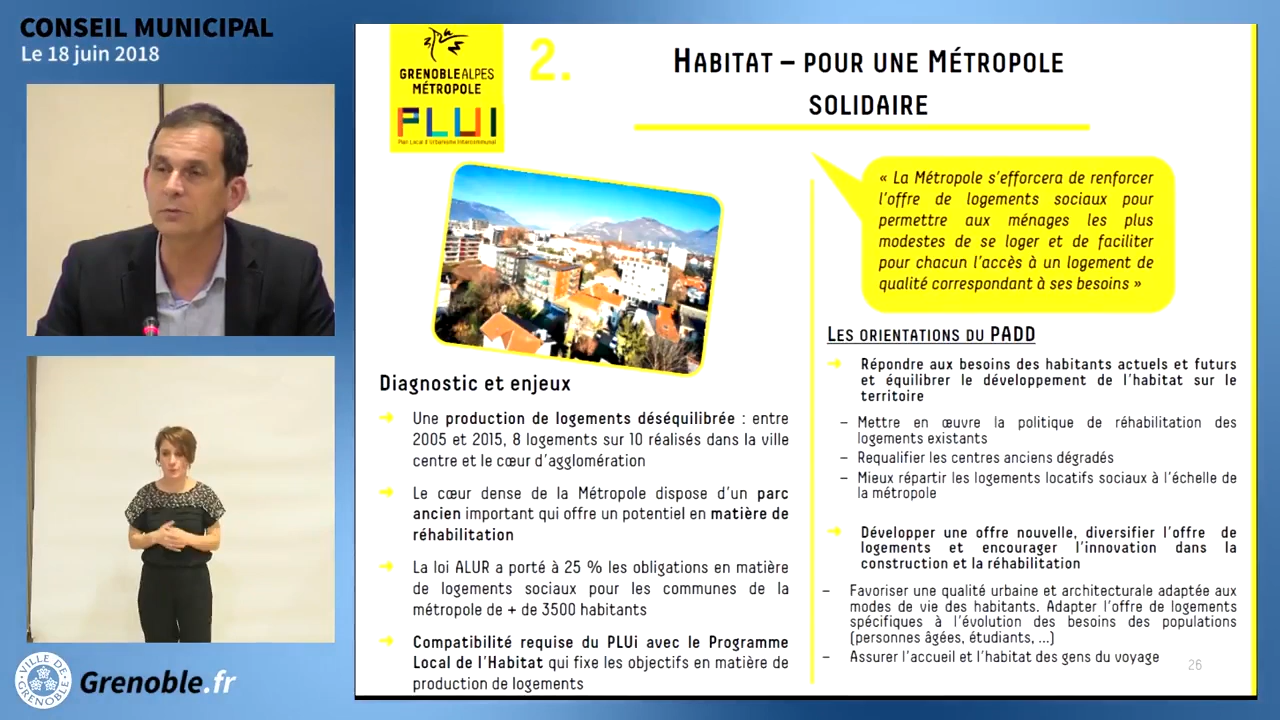 CONSEIL MUNICIPAL
Le 18 juin 2018
GRENOBLEALPES
MÉTROPOLE
PLUI
Plan Local d'Urbanisme Intercommunal
2.
HABITAT – POUR UNE MÉTROPOLE
SOLIDAIRE
« La Métropole s'efforcera de renforcer
l'offre de logements sociaux pour
permettre aux ménages les plus
modestes de se loger et de faciliter
pour chacun l'accès à un logement de
qualité correspondant à ses besoins »
Diagnostic et enjeux
Une production de logements déséquilibrée : entre
2005 et 2015, 8 logements sur 10 réalisés dans la ville
centre et le cœur d'agglomération
Le cœur dense de la Métropole dispose d'un parc
ancien important qui offre un potentiel en matière de
réhabilitation
La loi ALUR a porté à 25 % les obligations en matière
de logements sociaux pour les communes de la
métropole de + de 3500 habitants
Compatibilité requise du PLUi avec le Programme
Local de l'Habitat qui fixe les objectifs en matière de
production de logements
LES ORIENTATIONS DU PADD
Répondre aux besoins des habitants actuels et futurs
et équilibrer le développement de l'habitat sur le
territoire
– Mettre en œuvre la politique de réhabilitation des
logements existants
– Requalifier les centres anciens dégradés
– Mieux répartir les logements locatifs sociaux à l'échelle de
la métropole
Développer une offre nouvelle, diversifier l'offre de
logements et encourager l'innovation dans la
construction et la réhabilitation
– Favoriser une qualité urbaine et architecturale adaptée aux
modes de vie des habitants. Adapter l'offre de logements
spécifiques à l'évolution des besoins des populations
(personnes âgées, étudiants, ...)
– Assurer l'accueil et l'habitat des gens du voyage
26
VILLE DE
GRENOBLE
Grenoble.fr